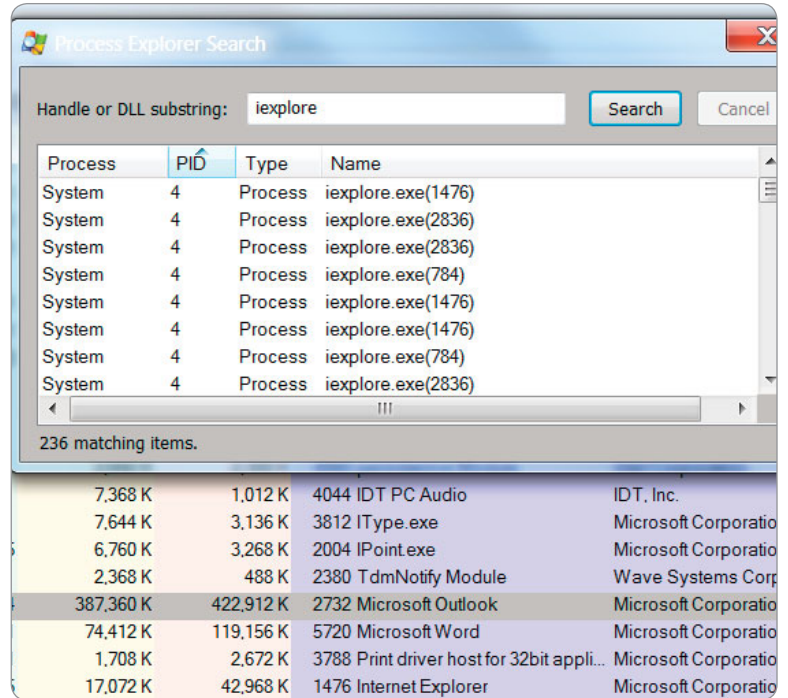 Process Explorer Search
Handle or DLL substring: iexplore Search Cancel
Process PID Type Name
System 4 Process iexplore.exe(1476)
System 4 Process iexplore.exe(2836)
System 4 Process iexplore.exe(2836)
System 4 Process iexplore.exe(784)
System 4 Process iexplore.exe(1476)
System 4 Process iexplore.exe(1476)
System 4 Process iexplore.exe(784)
System 4 Process iexplore.exe(2836)
236 matching items.
7,368 K 1,012 K 4044 IDT PC Audio IDT, Inc.
7,644 K 3,136 K 3812 IType.exe Microsoft Corporatio
6,760 K 3,268 K 2004 IPoint.exe Microsoft Corporatio
2,368 K 488 K 2380 TdmNotify Module Wave Systems Corp
387,360 K 422,912 K 2732 Microsoft Outlook Microsoft Corporatio
74,412 K 119,156 K 5720 Microsoft Word Microsoft Corporatio
1,708 K 2,672 K 3788 Print driver host for 32bit appli... Microsoft Corporatio
17,072 K 42,968 K 1476 Internet Explorer Microsoft Corporatio